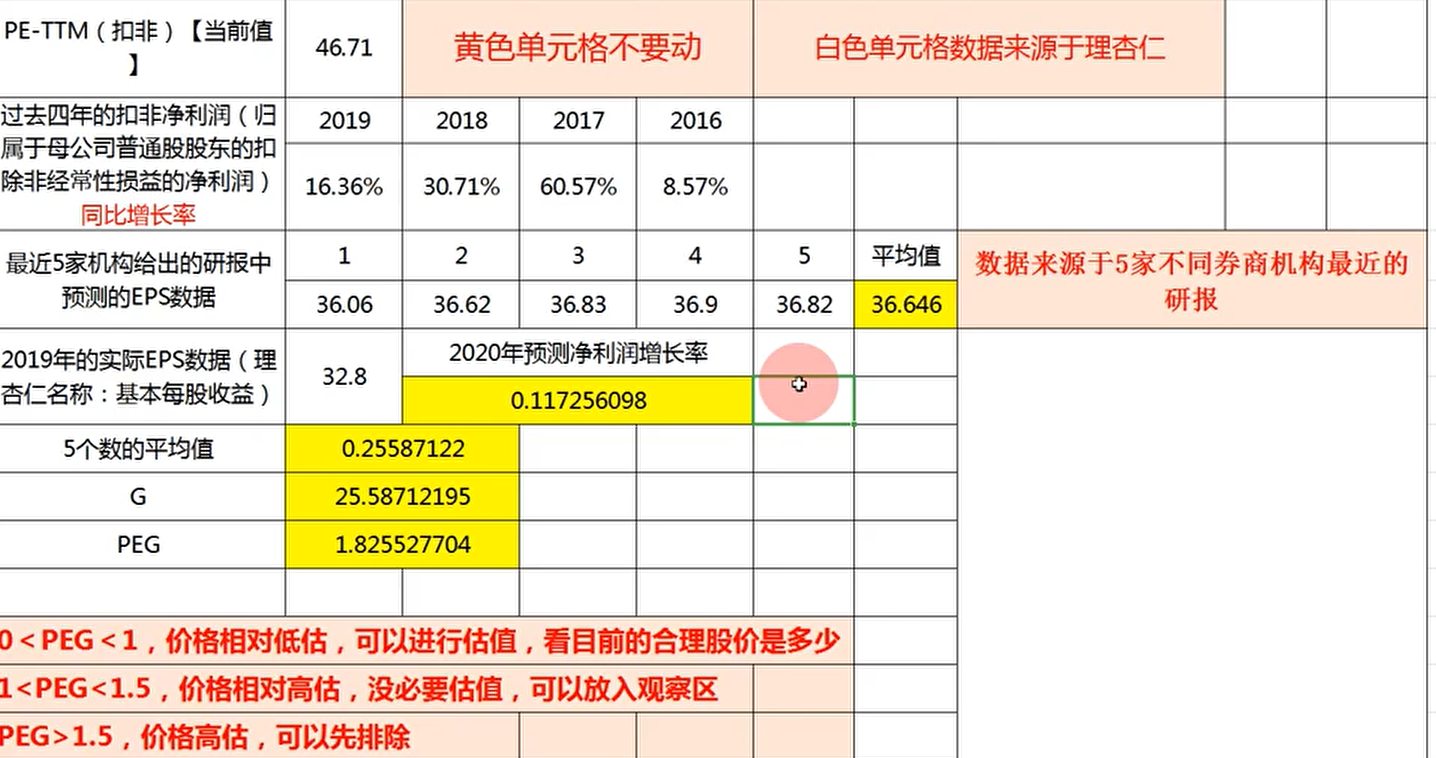 PE-TTM（扣非）【当前值
】
46.71
黄色单元格不要动
白色单元格数据来源于理杏仁
过去四年的扣非净利润（归
属于母公司普通股股东的扣
除非经常性损益的净利润）
同比增长率
2019
2018
2017
2016
16.36%
30.71%
60.57%
8.57%
最近5家机构给出的研报中
预测的EPS数据
1
2
3
4
5
平均值
36.06
36.62
36.83
36.9
36.82
36.646
数据来源于5家不同券商机构最近的
研报
2019年的实际EPS数据（理
杏仁名称：基本每股收益）
32.8
2020年预测净利润增长率
0.117256098
5个数的平均值
0.25587122
G
25.58712195
PEG
1.825527704
0＜PEG＜1，价格相对低估，可以进行估值，看目前的合理股价是多少
1<PEG<1.5，价格相对高估，没必要估值，可以放入观察区
PEG>1.5，价格高估，可以先排除